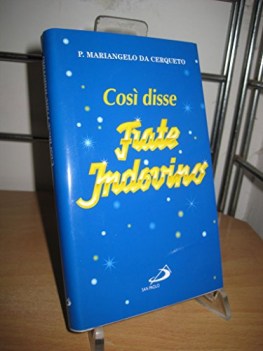 P. MARIANGELO DA CERQUETO
Così disse
Frate
Indovino
SAN PAOLO